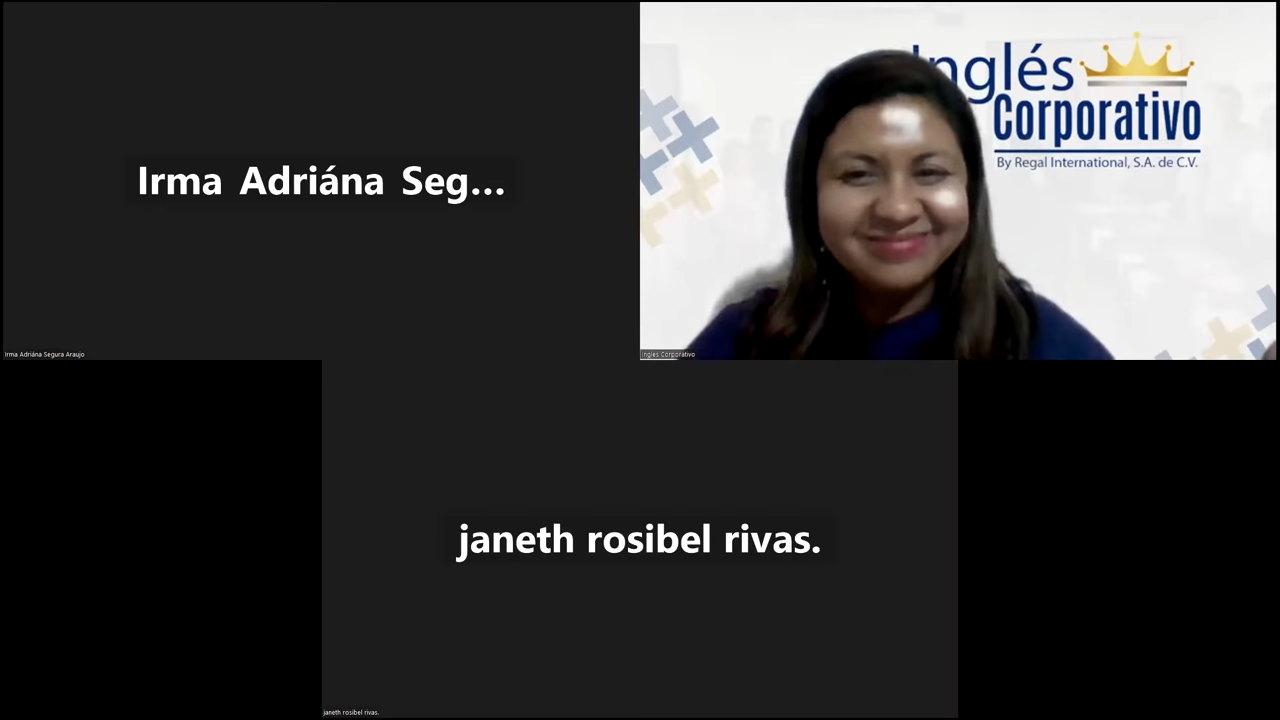 Irma Adriána Seg...
Irma Adriána Segura Araujo
Inglés
Corporativo
By Regal International, S.A. de C.V.
Inglés Corporativo
janeth rosibel rivas.
janeth rosibel rivas.